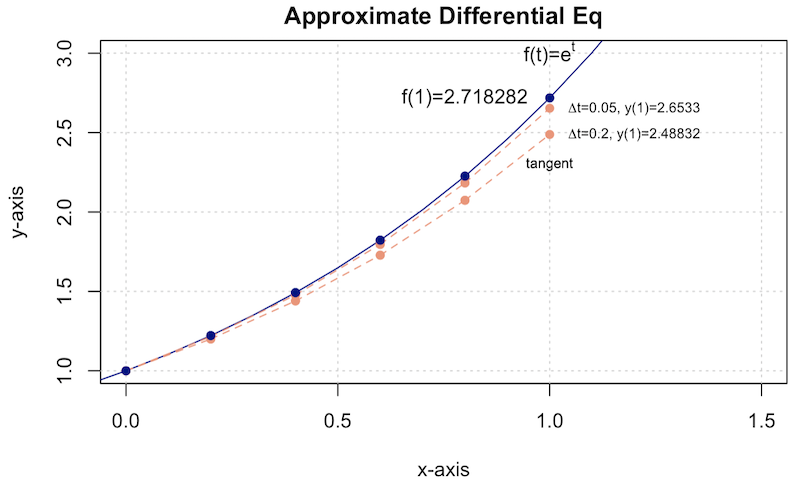 Approximate Differential Eq
3.0
f(t)=eᵗ
f(1)=2.718282
Δt=0.05, y(1)=2.6533
2.5
Δt=0.2, y(1)=2.48832
tangent
y-axis
2.0
1.5
1.0
0.0 0.5 1.0 1.5
x-axis